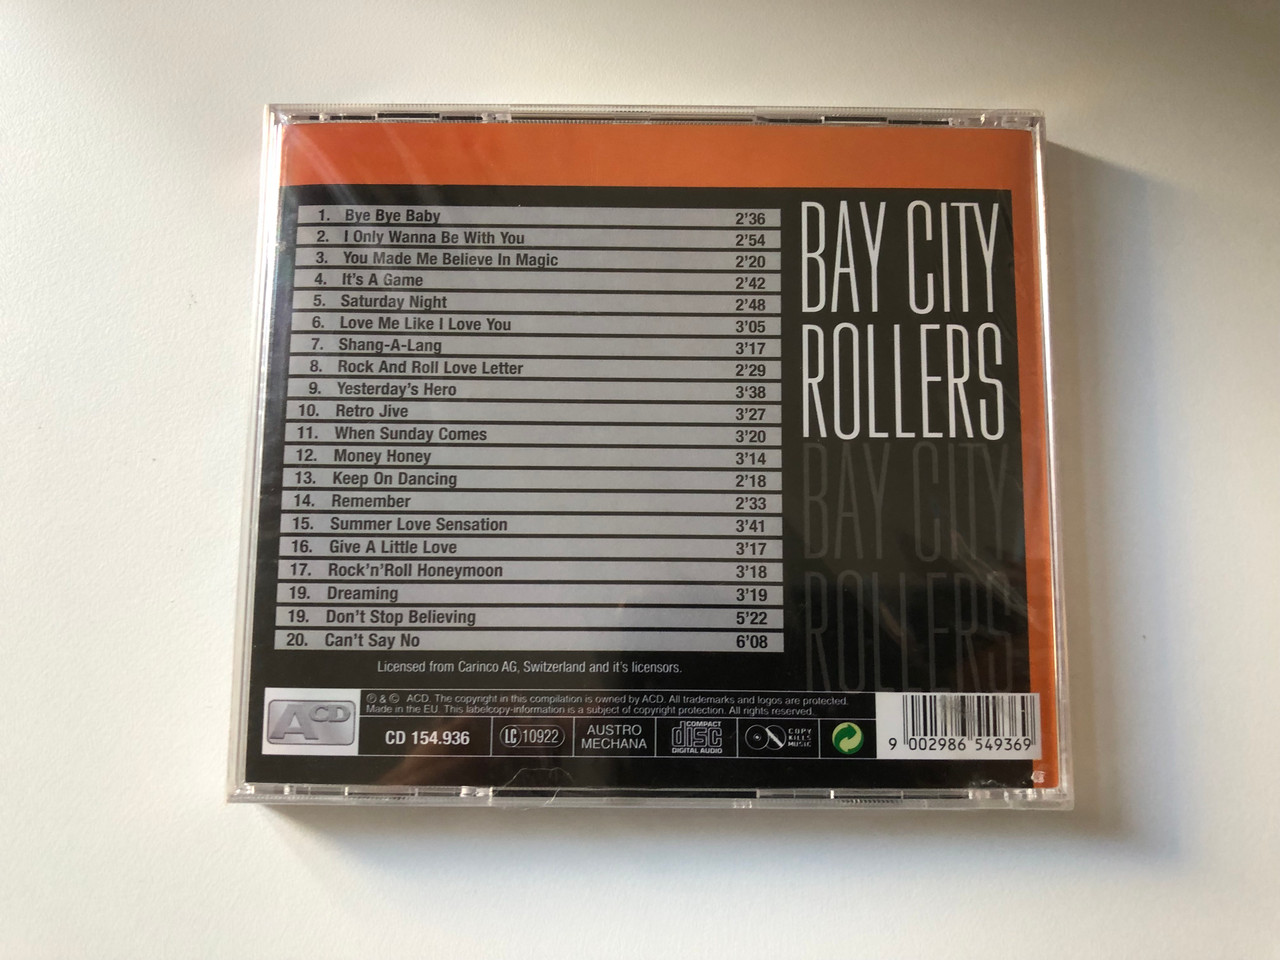 1. Bye Bye Baby 2'36
2. I Only Wanna Be With You 2'54
3. You Made Me Believe In Magic 2'20
4. It's A Game 2'42
5. Saturday Night 2'48
6. Love Me Like I Love You 3'05
7. Shang-A-Lang 3'17
8. Rock And Roll Love Letter 2'29
9. Yesterday's Hero 3'38
10. Retro Jive 3'27
11. When Sunday Comes 3'20
12. Money Honey 3'14
13. Keep On Dancing 2'18
14. Remember 2'33
15. Summer Love Sensation 3'41
16. Give A Little Love 3'17
17. Rock'n'Roll Honeymoon 3'18
19. Dreaming 3'19
19. Don't Stop Believing 5'22
20. Can't Say No 6'08
Licensed from Carinco AG, Switzerland and it's licensors.
BAY CITY
ROLLERS
BAY CITY
ROLLERS
ACD
℗ & © ACD. The copyright in this compilation is owned by ACD. All trademarks and logos are protected.
Made in the EU. This labelcopy-information is a subject of copyright protection. All rights reserved.
CD 154.936
LC 10922
AUSTRO
MECHANA
COMPACT
disc
DIGITAL AUDIO
COPY
KILLS
MUSIC
9 002986 549369